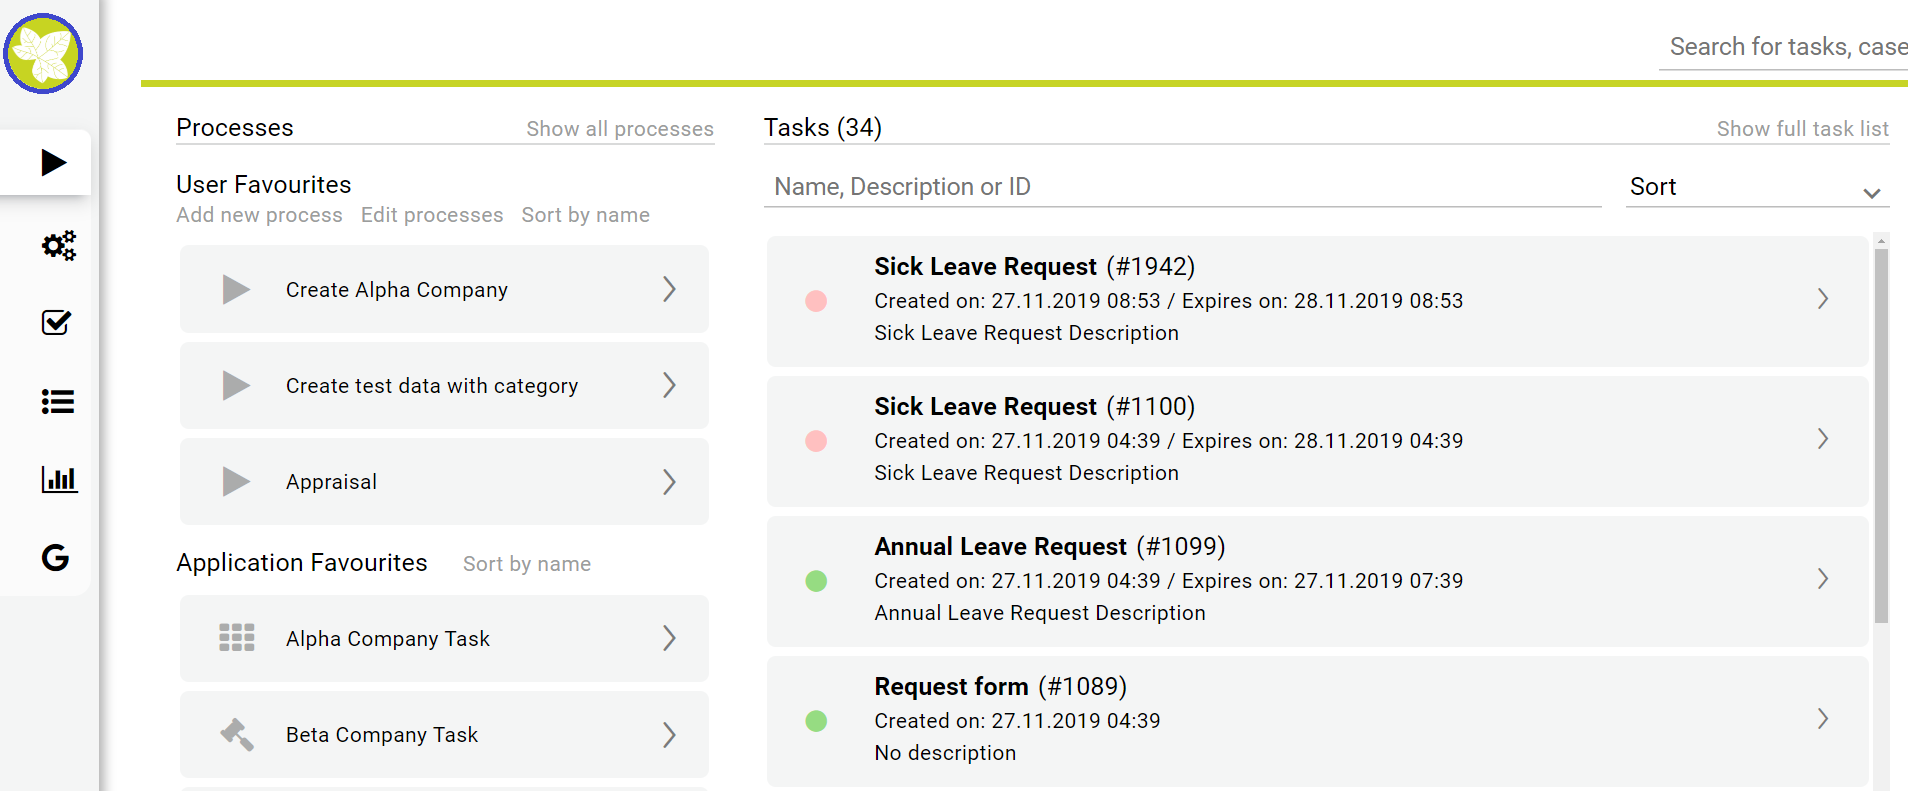 Search for tasks, case
Processes
Show all processes
User Favourites
Add new process Edit processes Sort by name
Create Alpha Company
Create test data with category
Appraisal
Application Favourites Sort by name
Alpha Company Task
Beta Company Task
Tasks (34)
Show full task list
Name, Description or ID
Sort
Sick Leave Request (#1942)
Created on: 27.11.2019 08:53 / Expires on: 28.11.2019 08:53
Sick Leave Request Description
Sick Leave Request (#1100)
Created on: 27.11.2019 04:39 / Expires on: 28.11.2019 04:39
Sick Leave Request Description
Annual Leave Request (#1099)
Created on: 27.11.2019 04:39 / Expires on: 27.11.2019 07:39
Annual Leave Request Description
Request form (#1089)
Created on: 27.11.2019 04:39
No description